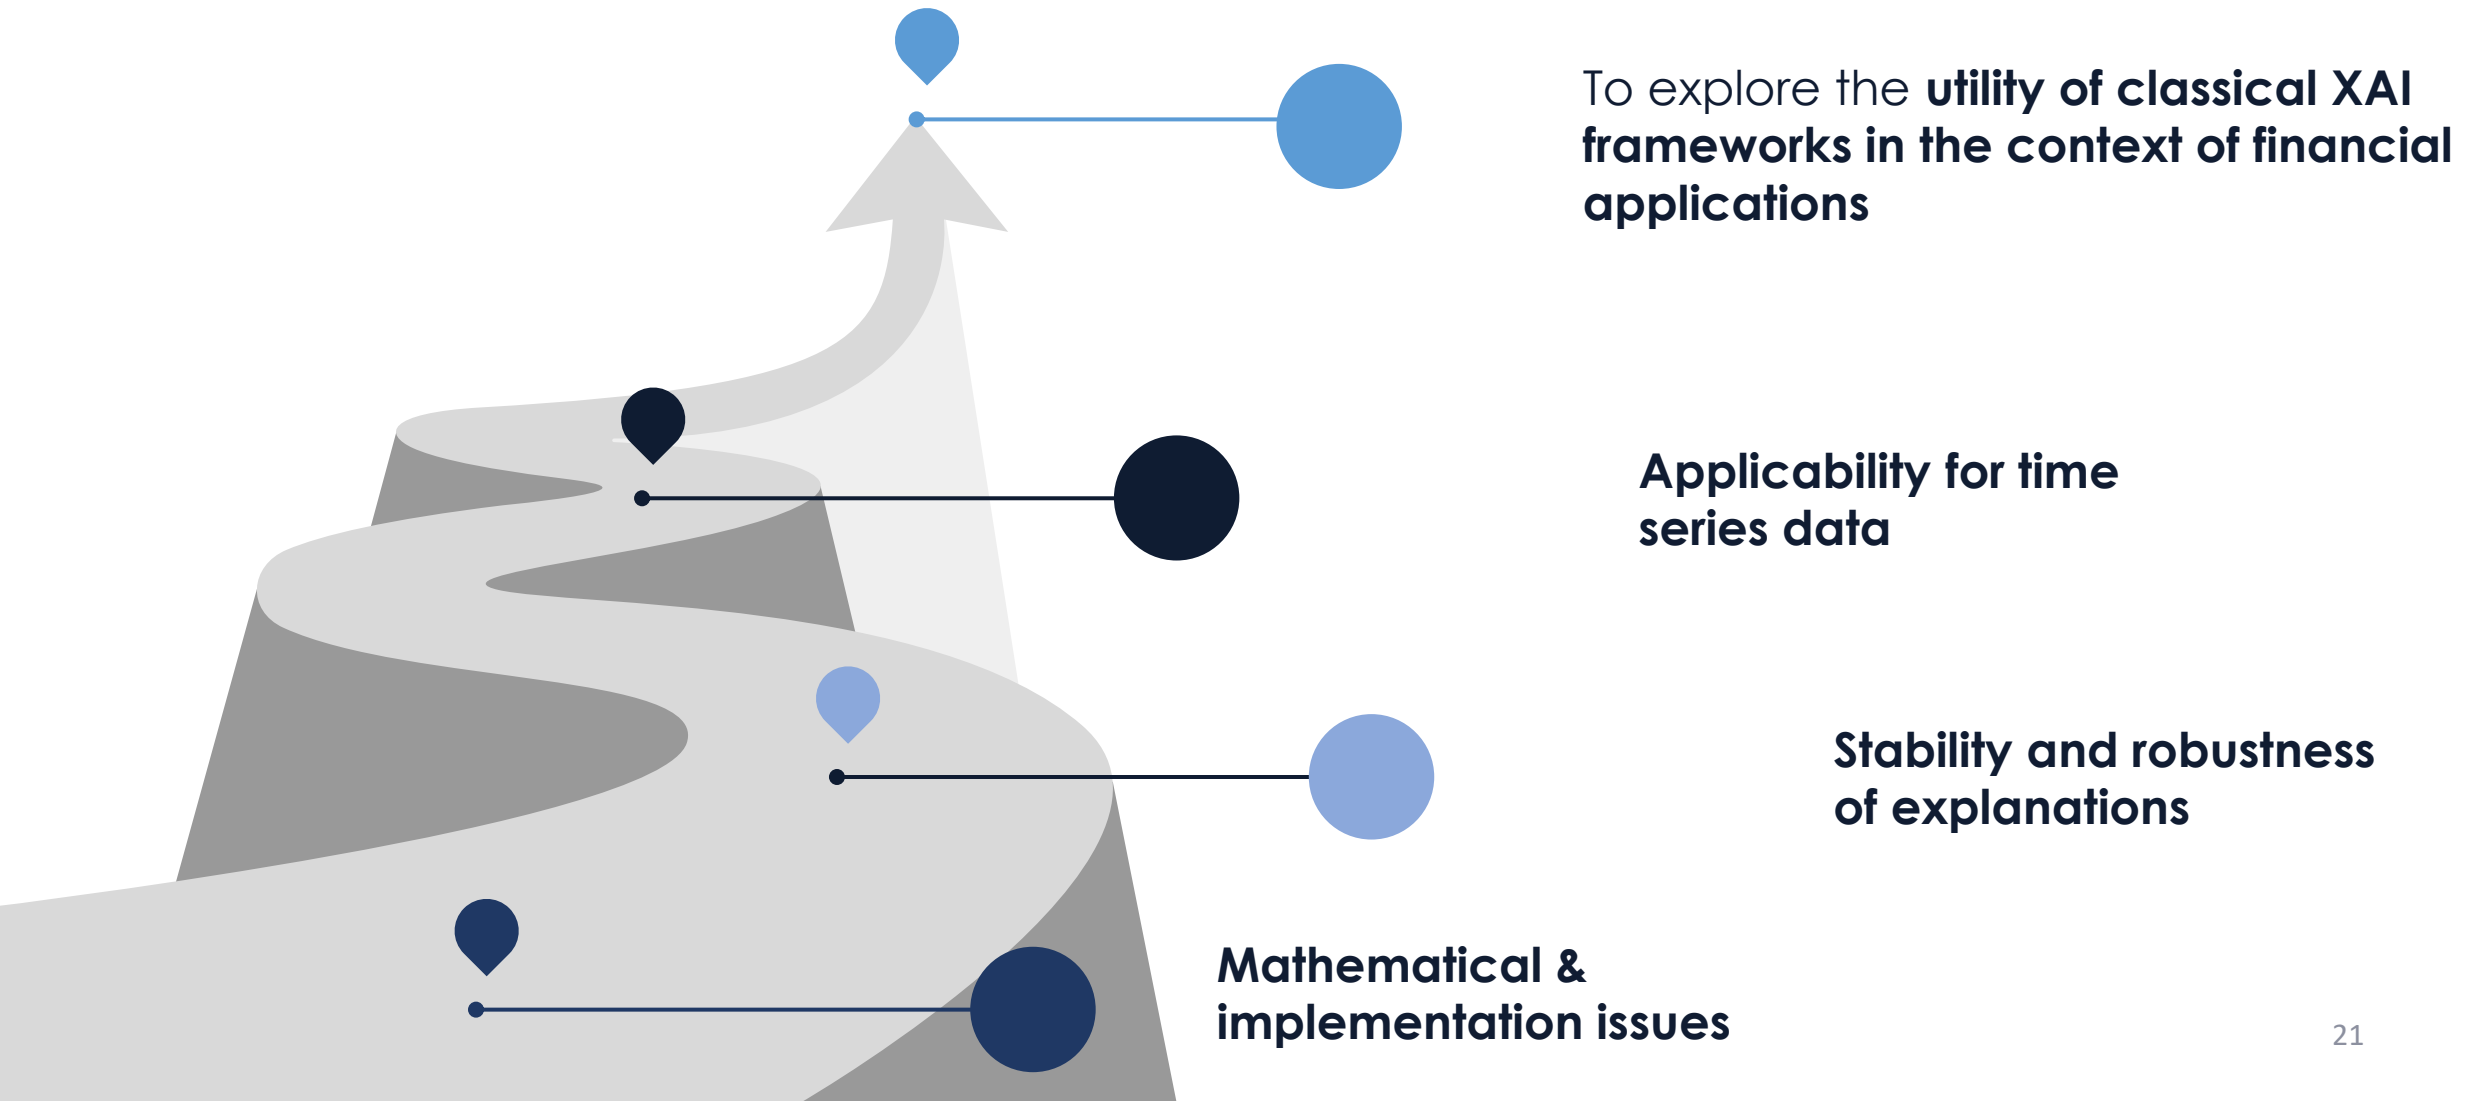 To explore the utility of classical XAI
frameworks in the context of financial
applications
Applicability for time
series data
Stability and robustness
of explanations
Mathematical &
implementation issues
21